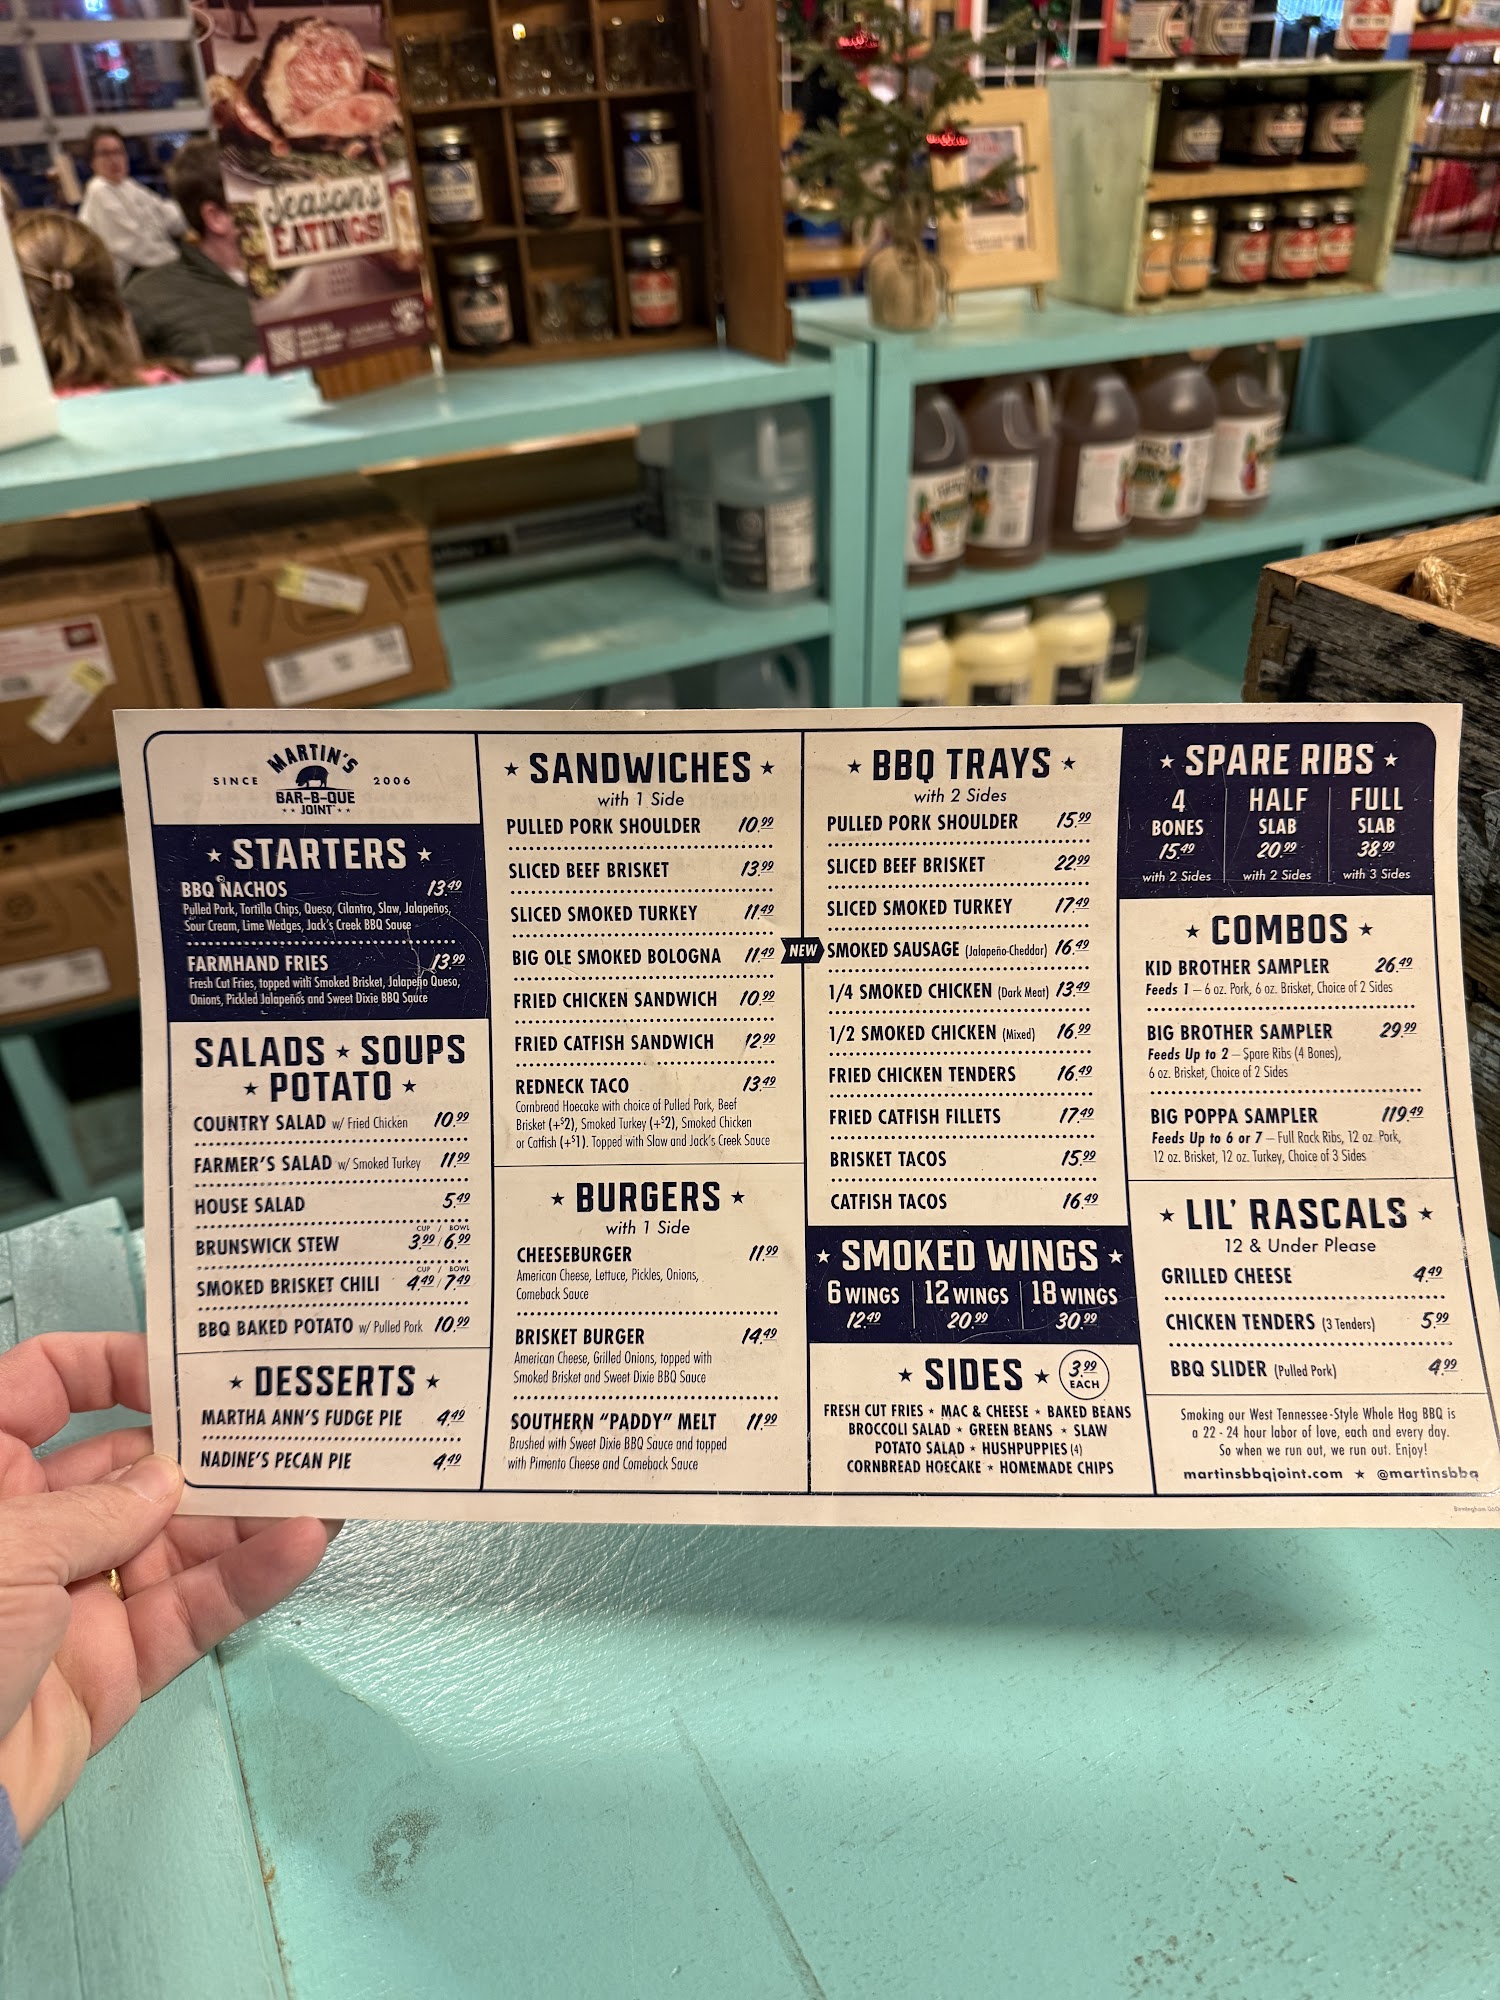 Season's
EATINGS!
SINCE MARTIN'S 2006
BAR-B-QUE
JOINT
STARTERS
BBQ NACHOS 13.49
Pulled Pork, Tortilla Chips, Queso, Cilantro, Slaw, Jalapeños,
Sour Cream, Lime Wedges, Jack's Creek BBQ Sauce
FARMHAND FRIES 13.99
Fresh Cut Fries, topped with Smoked Brisket, Jalapeño Queso,
Onions, Pickled Jalapeños and Sweet Dixie BBQ Sauce
SALADS ★ SOUPS
★ POTATO ★
COUNTRY SALAD w/ Fried Chicken 10.99
FARMER'S SALAD w/ Smoked Turkey 11.99
HOUSE SALAD 5.49
CUP / BOWL
BRUNSWICK STEW 3.99 / 6.99
CUP / BOWL
SMOKED BRISKET CHILI 4.49 / 7.49
BBQ BAKED POTATO w/ Pulled Pork 10.99
★ DESSERTS ★
MARTHA ANN'S FUDGE PIE 4.49
NADINE'S PECAN PIE 4.49
★ SANDWICHES ★
with 1 Side
PULLED PORK SHOULDER 10.99
SLICED BEEF BRISKET 13.99
SLICED SMOKED TURKEY 11.49
BIG OLE SMOKED BOLOGNA 11.49
FRIED CHICKEN SANDWICH 10.99
FRIED CATFISH SANDWICH 12.99
REDNECK TACO 13.49
Cornbread Hoecake with choice of Pulled Pork, Beef
Brisket (+$2), Smoked Turkey (+$2), Smoked Chicken
or Catfish (+$1). Topped with Slaw and Jack's Creek Sauce
★ BURGERS ★
with 1 Side
CHEESEBURGER 11.99
American Cheese, Lettuce, Pickles, Onions,
Comeback Sauce
BRISKET BURGER 14.49
American Cheese, Grilled Onions, topped with
Smoked Brisket and Sweet Dixie BBQ Sauce
SOUTHERN "PADDY" MELT 11.99
Brushed with Sweet Dixie BBQ Sauce and topped
with Pimento Cheese and Comeback Sauce
★ BBQ TRAYS ★
with 2 Sides
PULLED PORK SHOULDER 15.99
SLICED BEEF BRISKET 22.99
SLICED SMOKED TURKEY 17.49
NEW SMOKED SAUSAGE (Jalapeño-Cheddar) 16.49
1/4 SMOKED CHICKEN (Dark Meat) 13.49
1/2 SMOKED CHICKEN (Mixed) 16.99
FRIED CHICKEN TENDERS 16.49
FRIED CATFISH FILLETS 17.49
BRISKET TACOS 15.99
CATFISH TACOS 16.49
★ SMOKED WINGS ★
6 WINGS 12 WINGS 18 WINGS
12.49 20.99 30.99
★ SIDES ★ 3.99 EACH
FRESH CUT FRIES ★ MAC & CHEESE ★ BAKED BEANS
BROCCOLI SALAD ★ GREEN BEANS ★ SLAW
POTATO SALAD ★ HUSHPUPPIES (4)
CORNBREAD HOECAKE ★ HOMEMADE CHIPS
★ SPARE RIBS ★
4 BONES HALF SLAB FULL SLAB
15.49 20.99 38.99
with 2 Sides with 2 Sides with 3 Sides
★ COMBOS ★
KID BROTHER SAMPLER 26.49
Feeds 1 – 6 oz. Pork, 6 oz. Brisket, Choice of 2 Sides
BIG BROTHER SAMPLER 29.99
Feeds Up to 2 – Spare Ribs (4 Bones),
6 oz. Brisket, Choice of 2 Sides
BIG POPPA SAMPLER 119.49
Feeds Up to 6 or 7 – Full Rack Ribs, 12 oz. Pork,
12 oz. Brisket, 12 oz. Turkey, Choice of 3 Sides
★ LIL' RASCALS ★
12 & Under Please
GRILLED CHEESE 4.49
CHICKEN TENDERS (3 Tenders) 5.99
BBQ SLIDER (Pulled Pork) 4.99
Smoking our West Tennessee-Style Whole Hog BBQ is
a 22 - 24 hour labor of love, each and every day.
So when we run out, we run out. Enjoy!
martinsbbqjoint.com ★ @martinsbbq